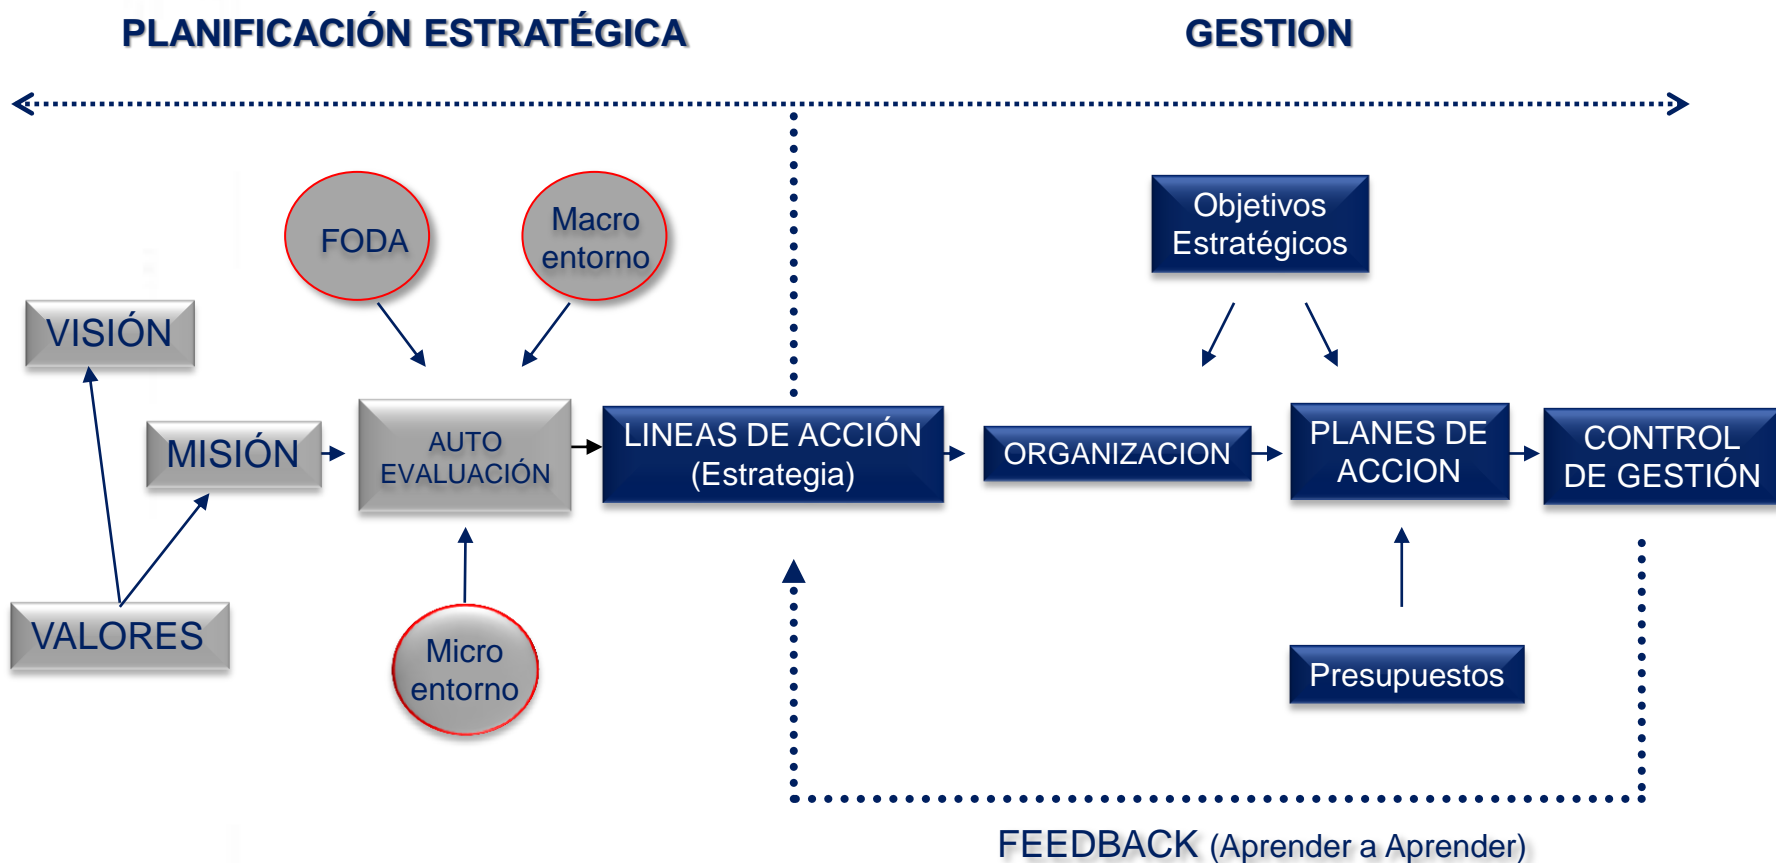 PLANIFICACIÓN ESTRATÉGICA
GESTION
FODA
Macro
entorno
Objetivos
Estratégicos
VISIÓN
MISIÓN
AUTO
EVALUACIÓN
LINEAS DE ACCIÓN
(Estrategia)
ORGANIZACION
PLANES DE
ACCION
CONTROL
DE GESTIÓN
VALORES
Micro
entorno
Presupuestos
FEEDBACK (Aprender a Aprender)